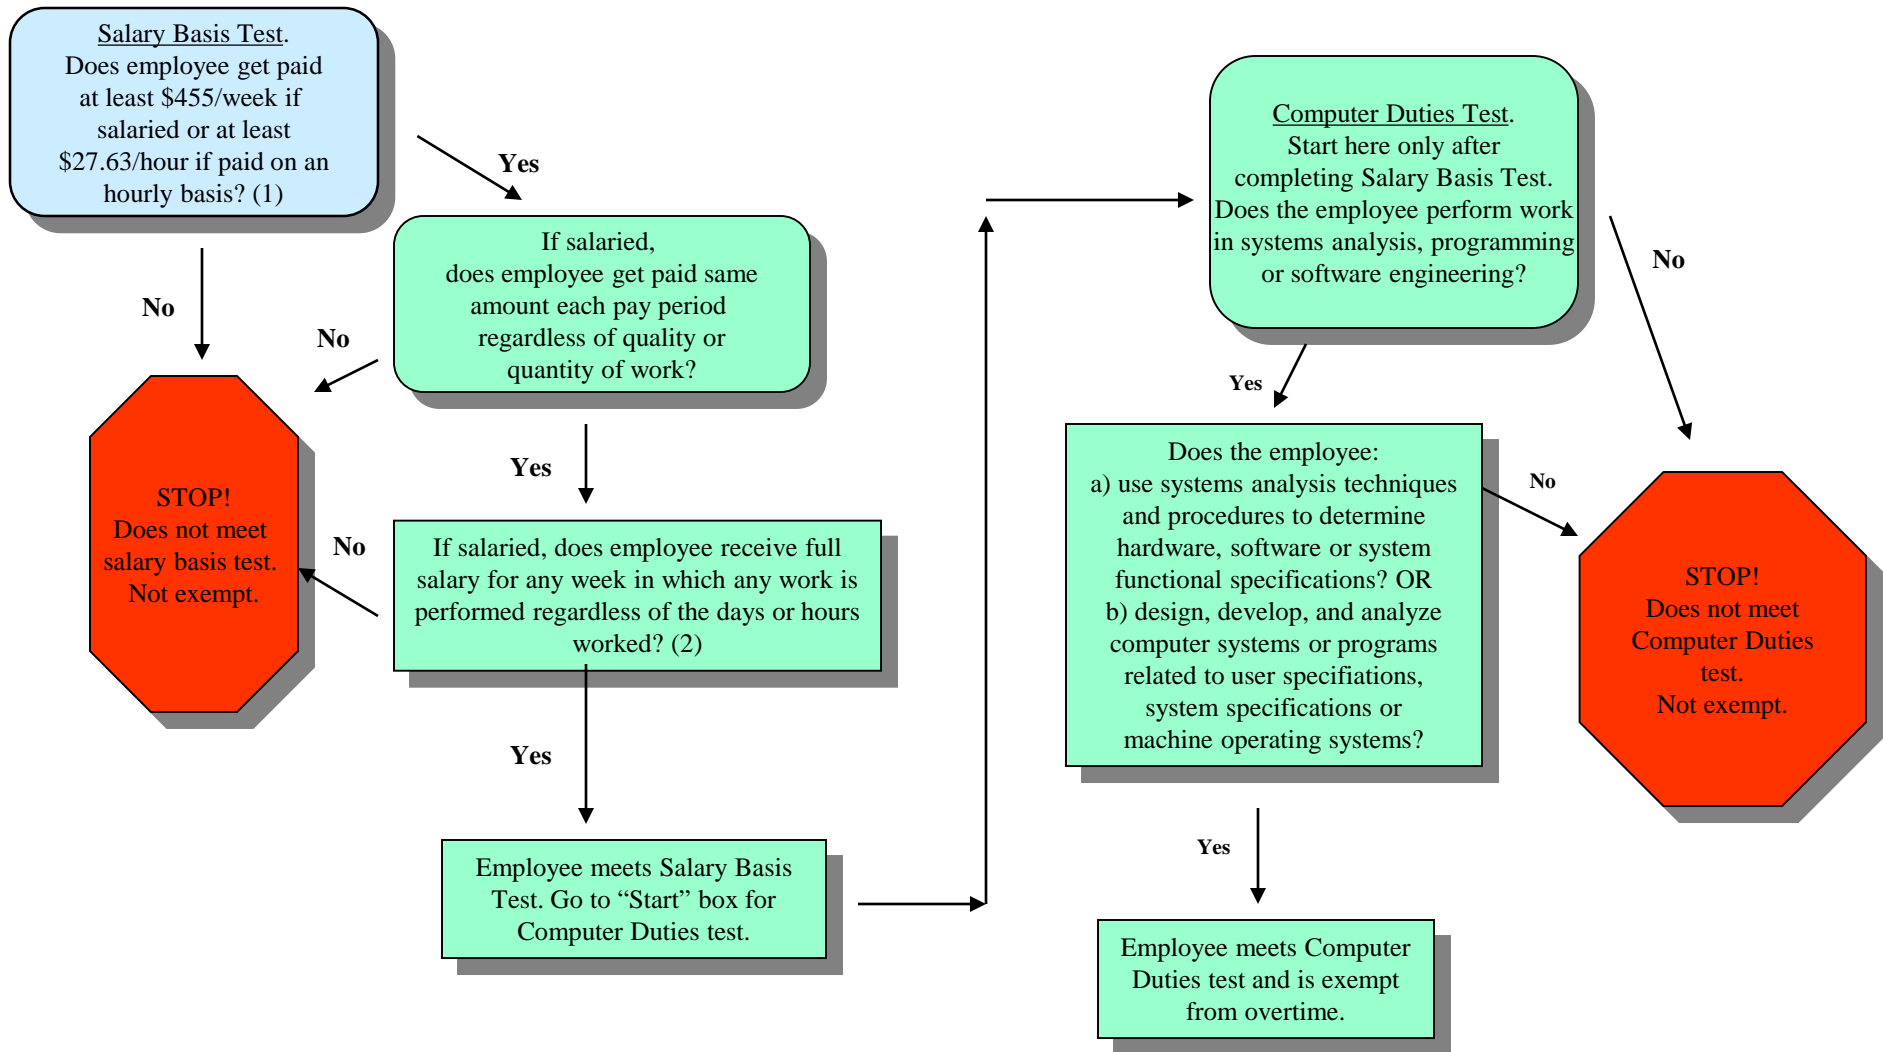 Salary Basis Test.
Does employee get paid
at least $455/week if
salaried or at least
$27.63/hour if paid on an
hourly basis? (1)
Yes
No
If salaried,
does employee get paid same
amount each pay period
regardless of quality or
quantity of work?
No
Yes
STOP!
Does not meet
salary basis test.
Not exempt.
No
If salaried, does employee receive full
salary for any week in which any work is
performed regardless of the days or hours
worked? (2)
Yes
Employee meets Salary Basis
Test. Go to “Start” box for
Computer Duties test.
Computer Duties Test.
Start here only after
completing Salary Basis Test.
Does the employee perform work
in systems analysis, programming
or software engineering?
No
Yes
Does the employee:
a) use systems analysis techniques
and procedures to determine
hardware, software or system
functional specifications? OR
b) design, develop, and analyze
computer systems or programs
related to user specifiations,
system specifications or
machine operating systems?
No
STOP!
Does not meet
Computer Duties
test.
Not exempt.
Yes
Employee meets Computer
Duties test and is exempt
from overtime.